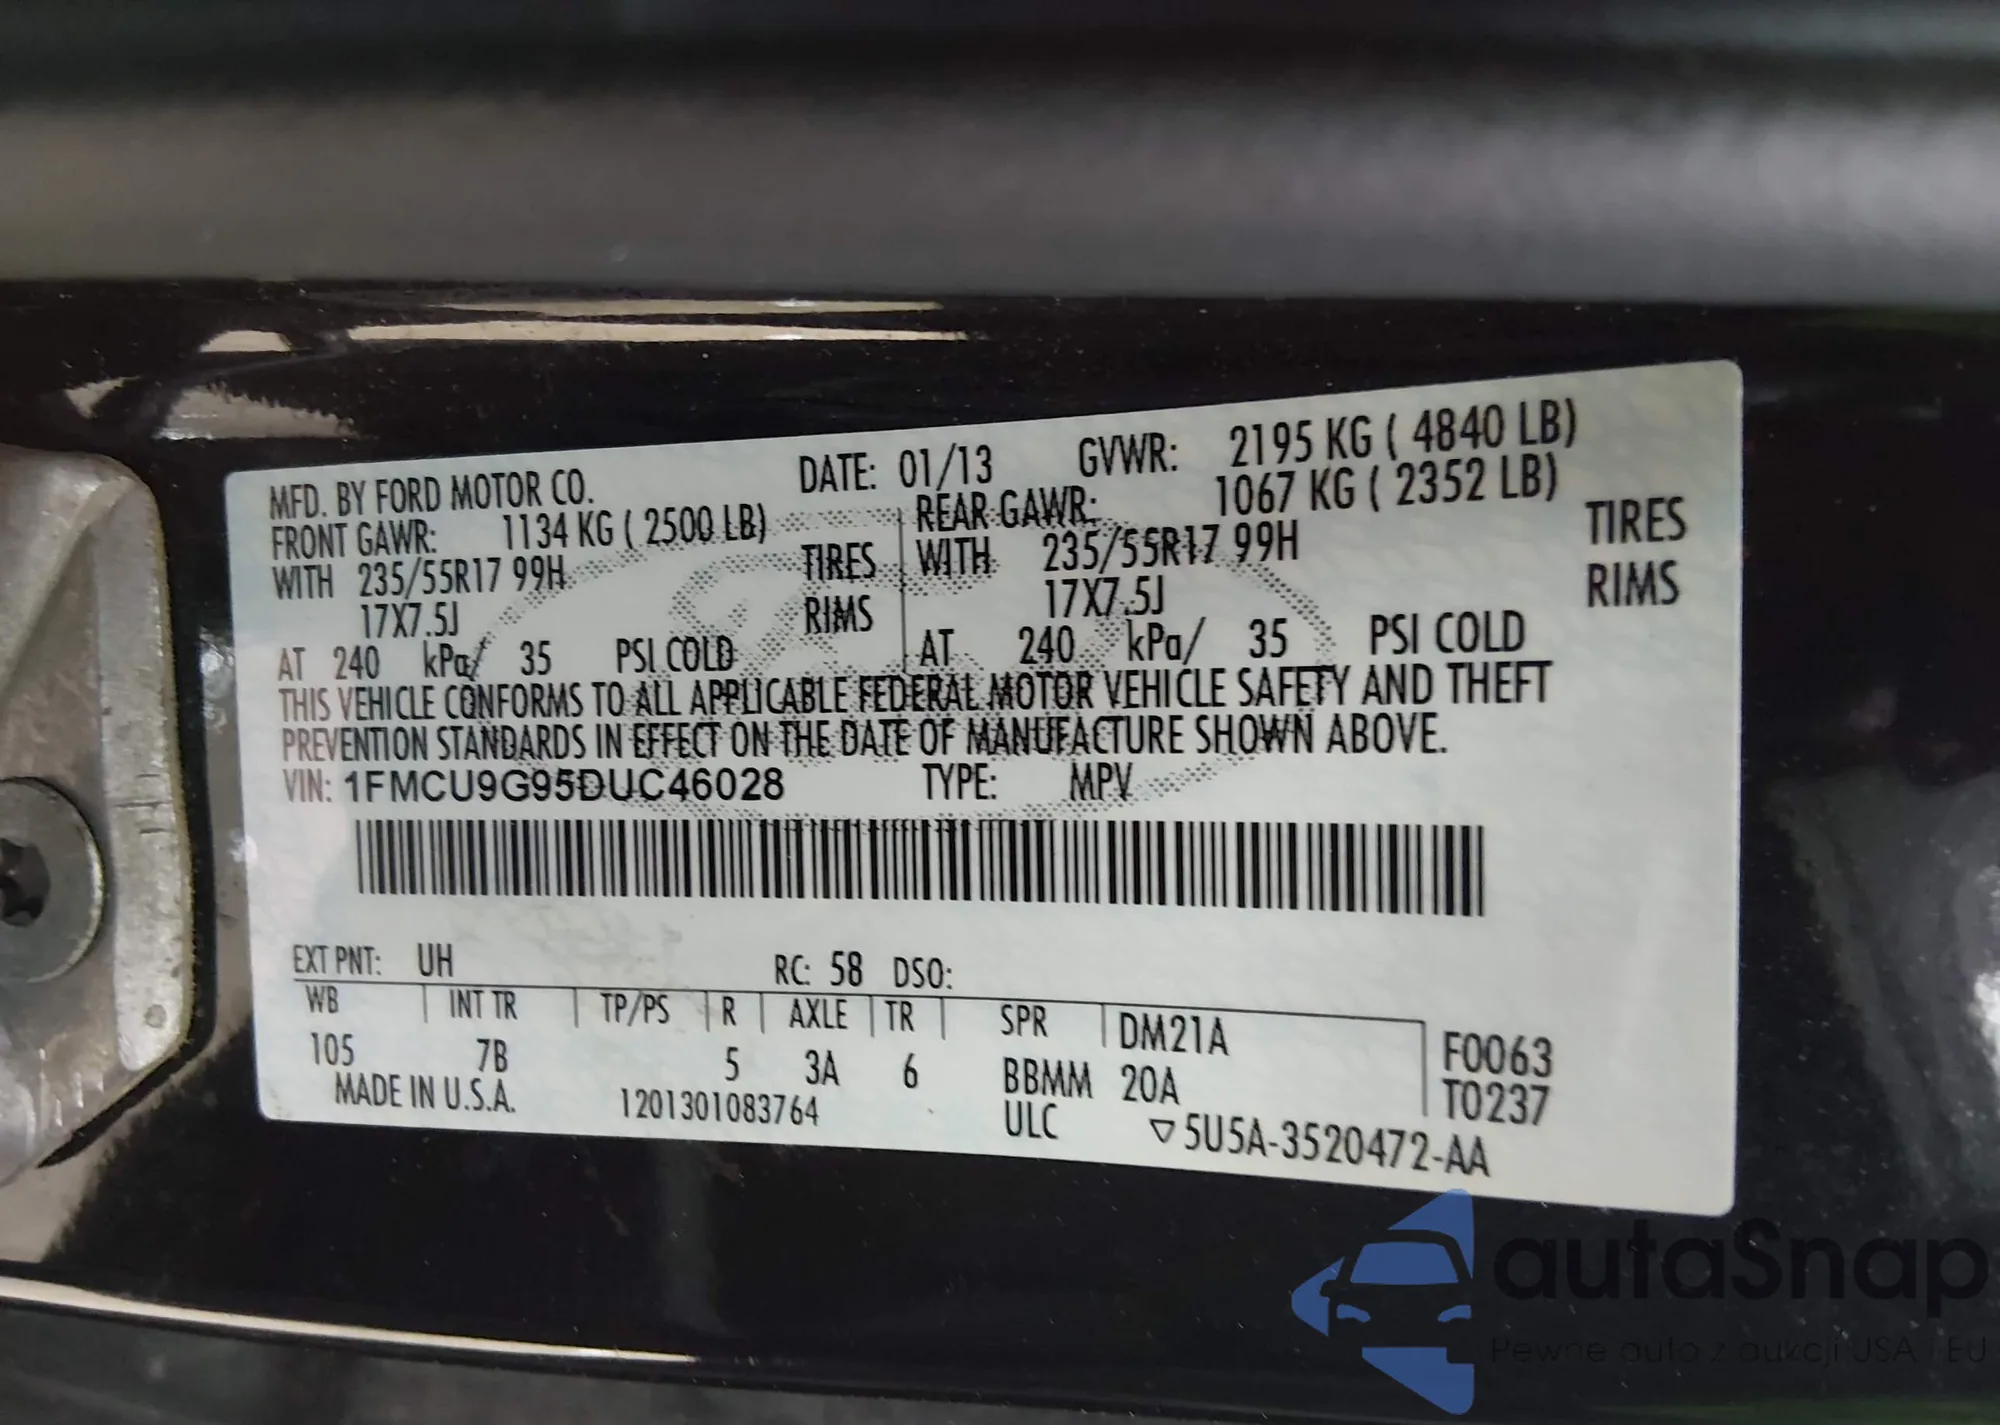 MFD. BY FORD MOTOR CO. DATE: 01/13 GVWR: 2195 KG ( 4840 LB)
FRONT GAWR: 1134 KG ( 2500 LB) REAR GAWR: 1067 KG ( 2352 LB)
WITH 235/55R17 99H TIRES WITH 235/55R17 99H TIRES
17X7.5J RIMS 17X7.5J RIMS
AT 240 kPa/ 35 PSI COLD AT 240 kPa/ 35 PSI COLD
THIS VEHICLE CONFORMS TO ALL APPLICABLE FEDERAL MOTOR VEHICLE SAFETY AND THEFT
PREVENTION STANDARDS IN EFFECT ON THE DATE OF MANUFACTURE SHOWN ABOVE.
VIN: 1FMCU9G95DUC46028 TYPE: MPV
EXT PNT: UH RC: 58 DSO:
WB INT TR TP/PS R AXLE TR SPR DM21A F0063
105 7B 5 3A 6 BBMM 20A T0237
MADE IN U.S.A. 1201301083764 ULC ▽5U5A-3520472-AA
autaSnap
Pewne auto z aukcji USA i EU